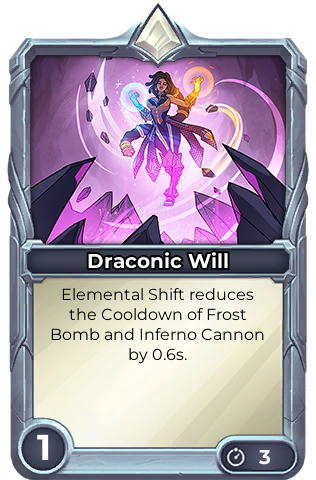 Draconic Will
Elemental Shift reduces
the Cooldown of Frost
Bomb and Inferno Cannon
by 0.6s.
1
3